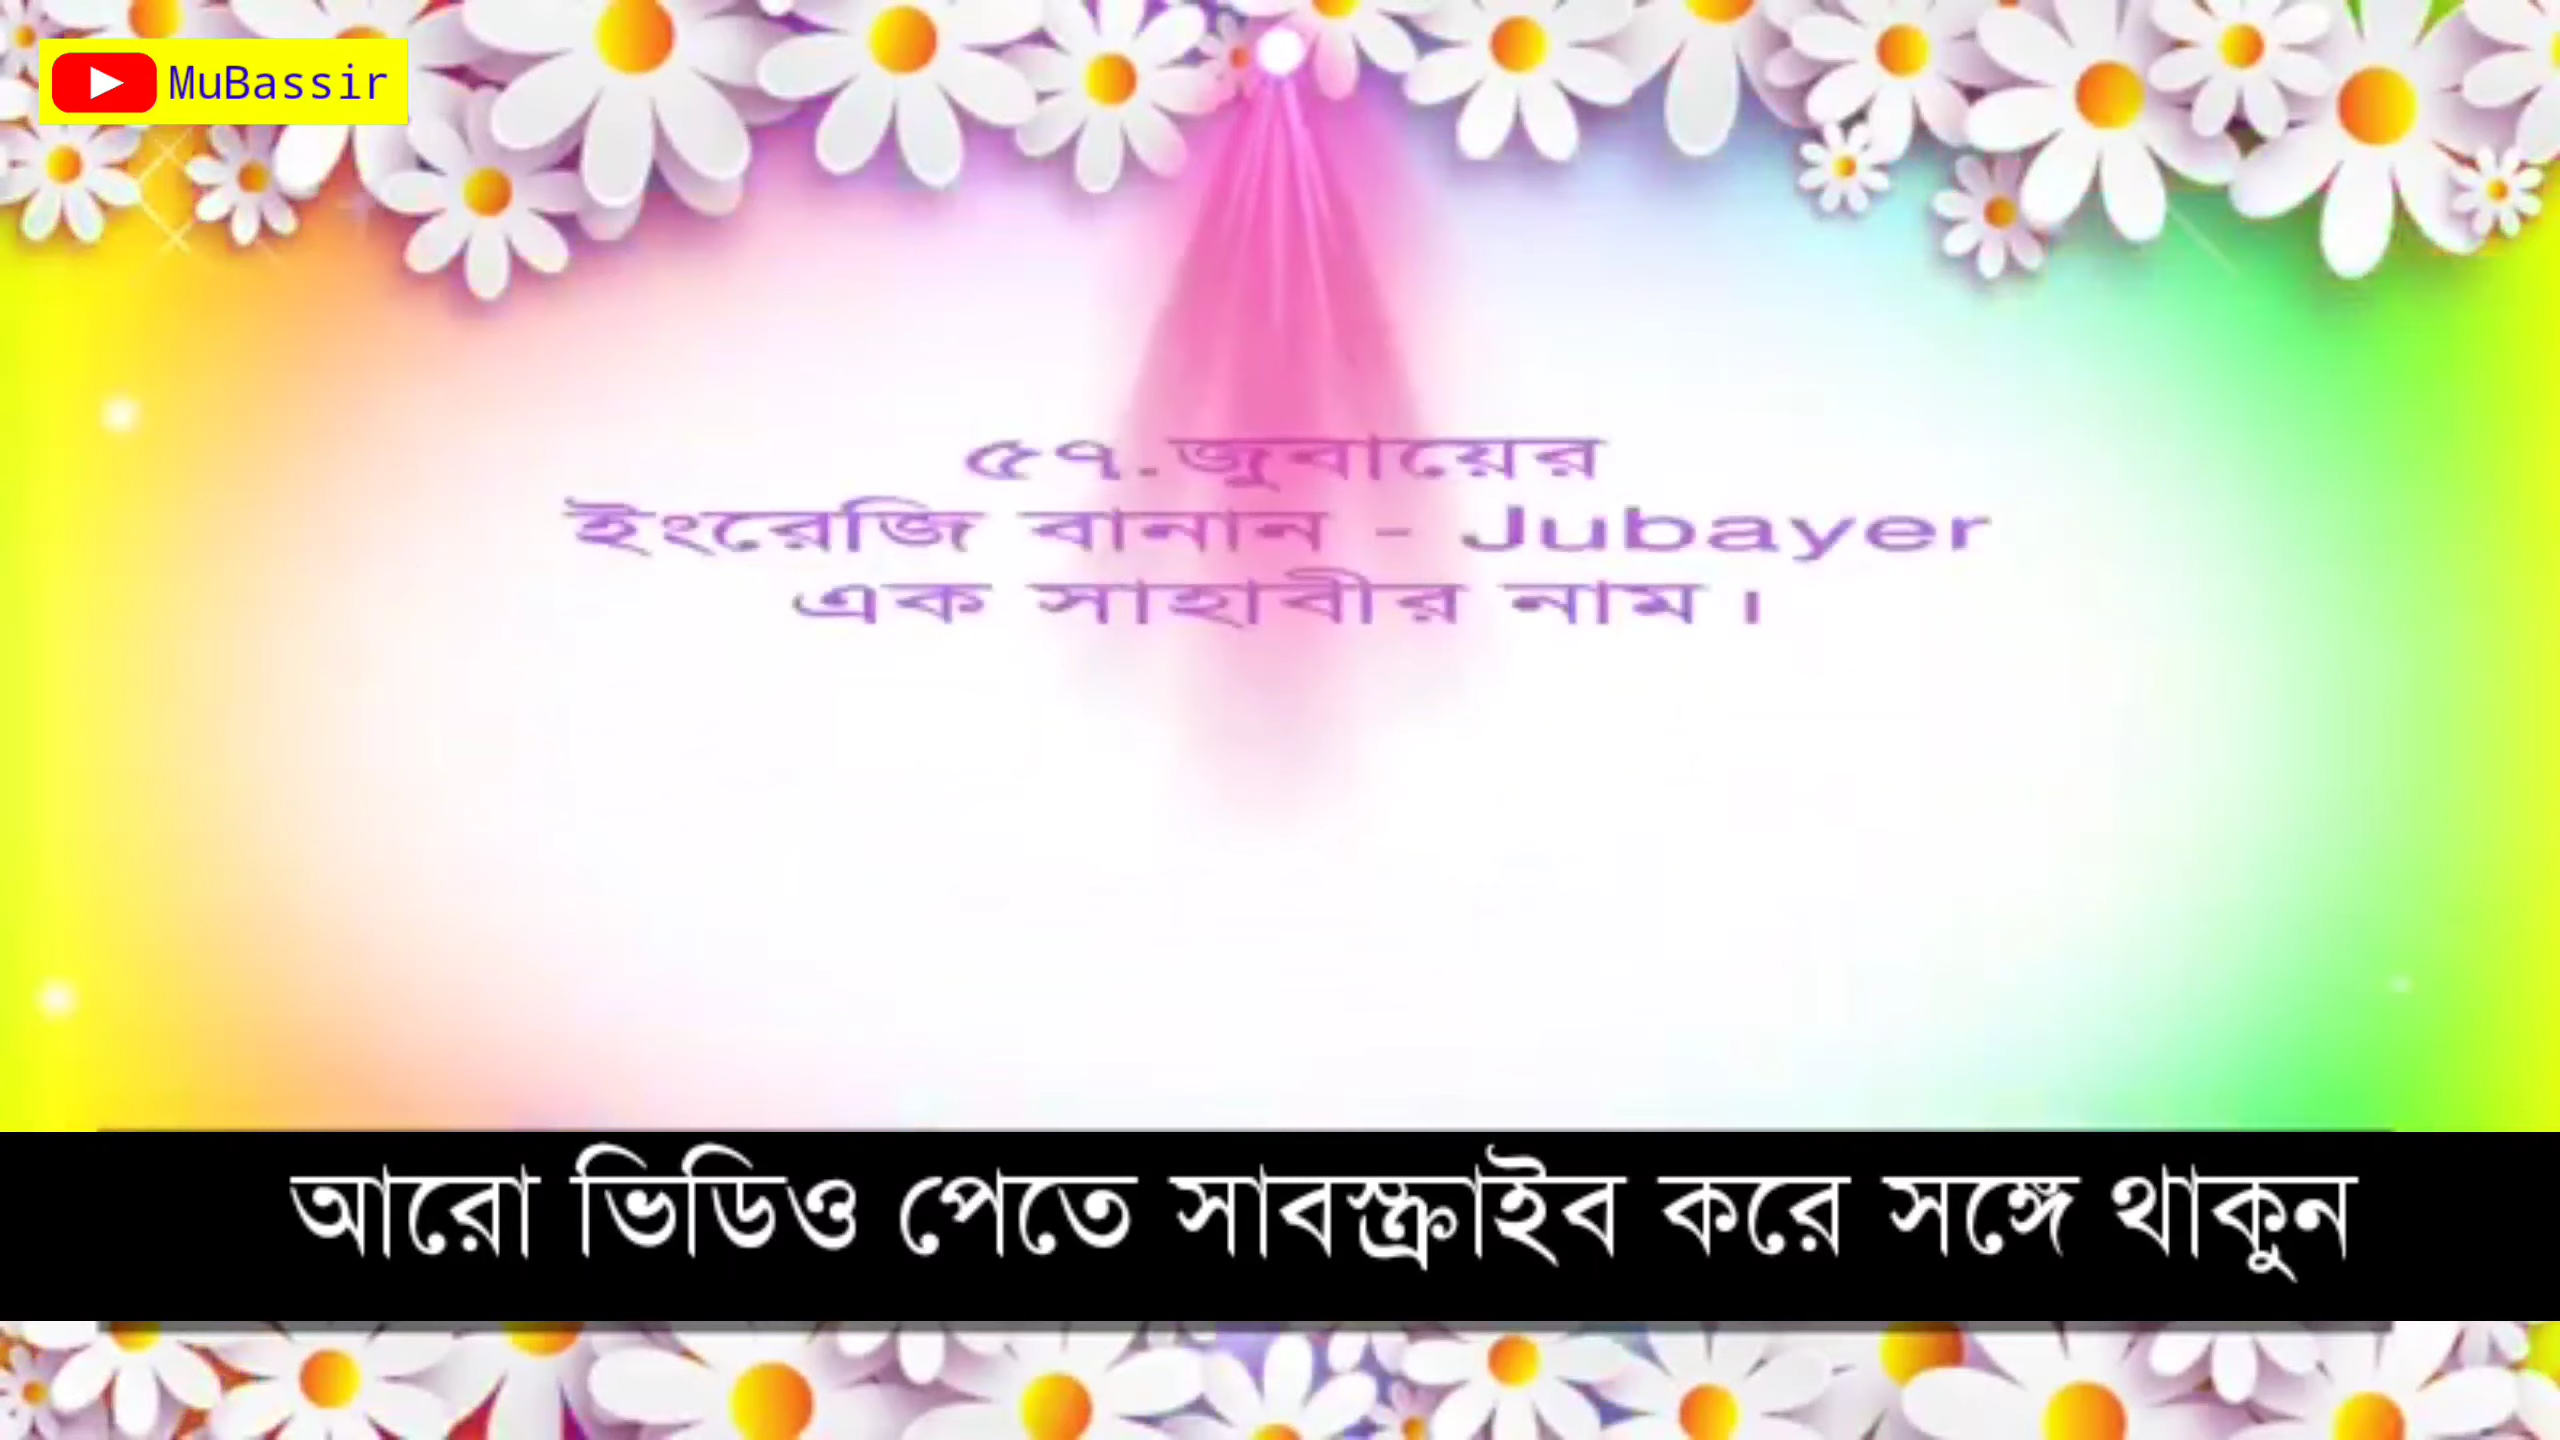 MuBassir
৫৭.জুবায়ের
ইংরেজি বানান - Jubayer
এক সাহাবীর নাম।
আরো ভিডিও পেতে সাবস্ক্রাইব করে সঙ্গে থাকুন